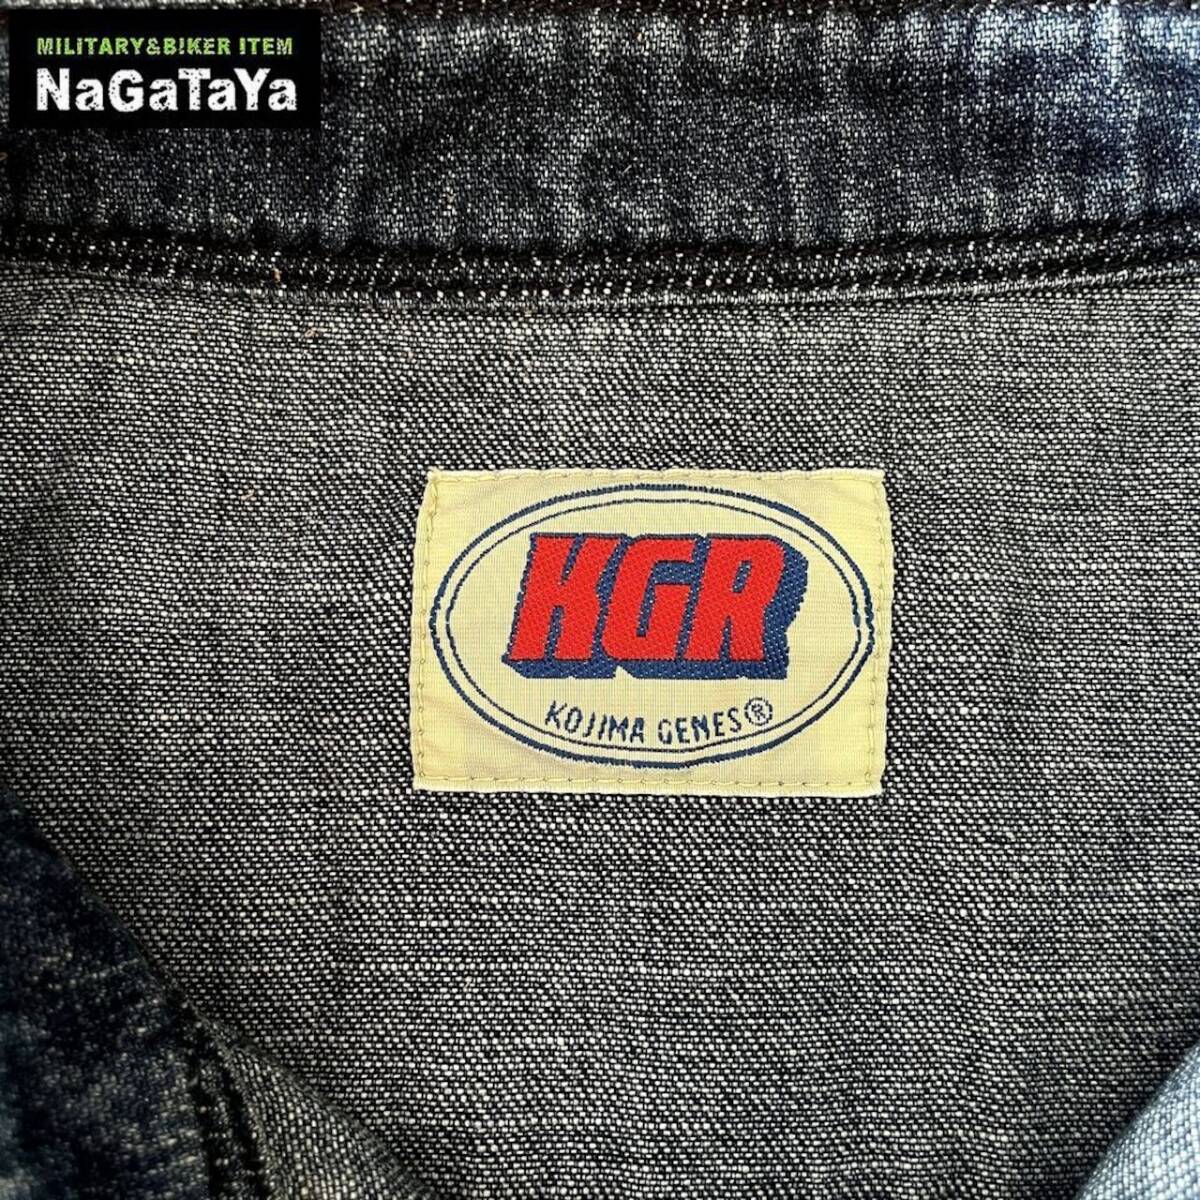 MILITARY&BIKER ITEM
NaGaTaYa
KGR
KOJIMA GENES®